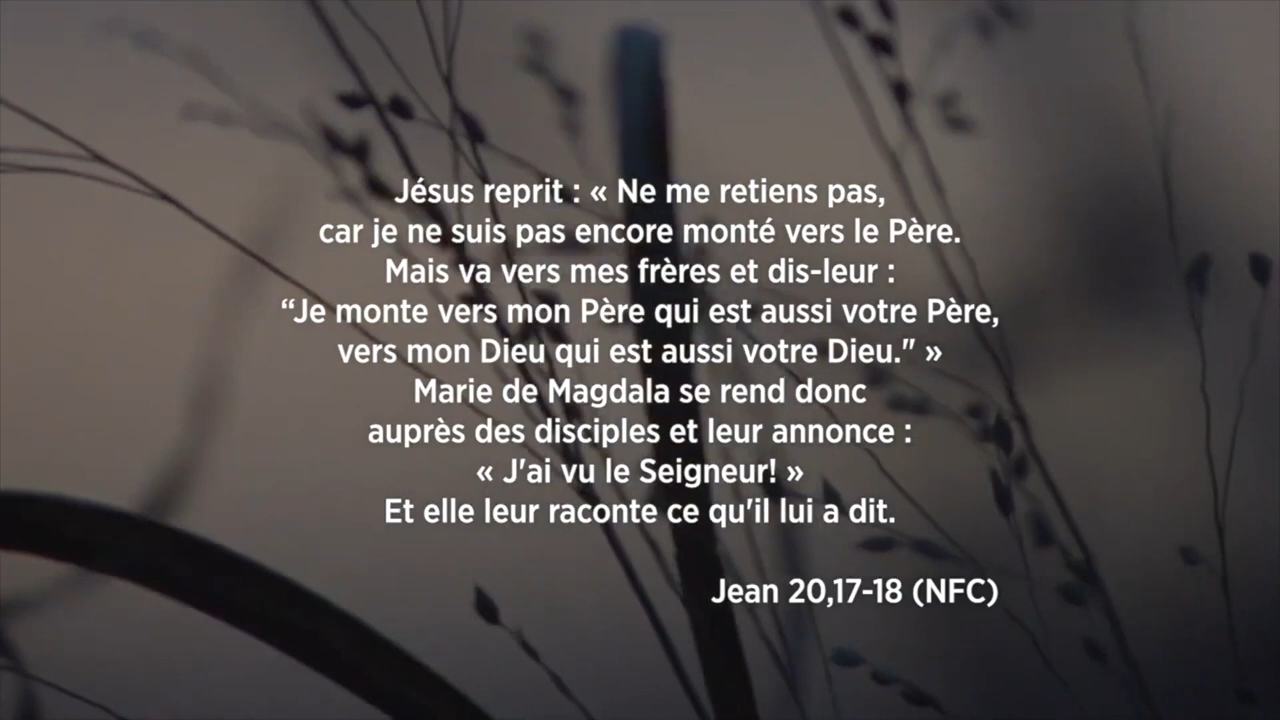 Jésus reprit : « Ne me retiens pas,
car je ne suis pas encore monté vers le Père.
Mais va vers mes frères et dis-leur :
“Je monte vers mon Père qui est aussi votre Père,
vers mon Dieu qui est aussi votre Dieu." »
Marie de Magdala se rend donc
auprès des disciples et leur annonce :
« J'ai vu le Seigneur! »
Et elle leur raconte ce qu'il lui a dit.
Jean 20,17-18 (NFC)